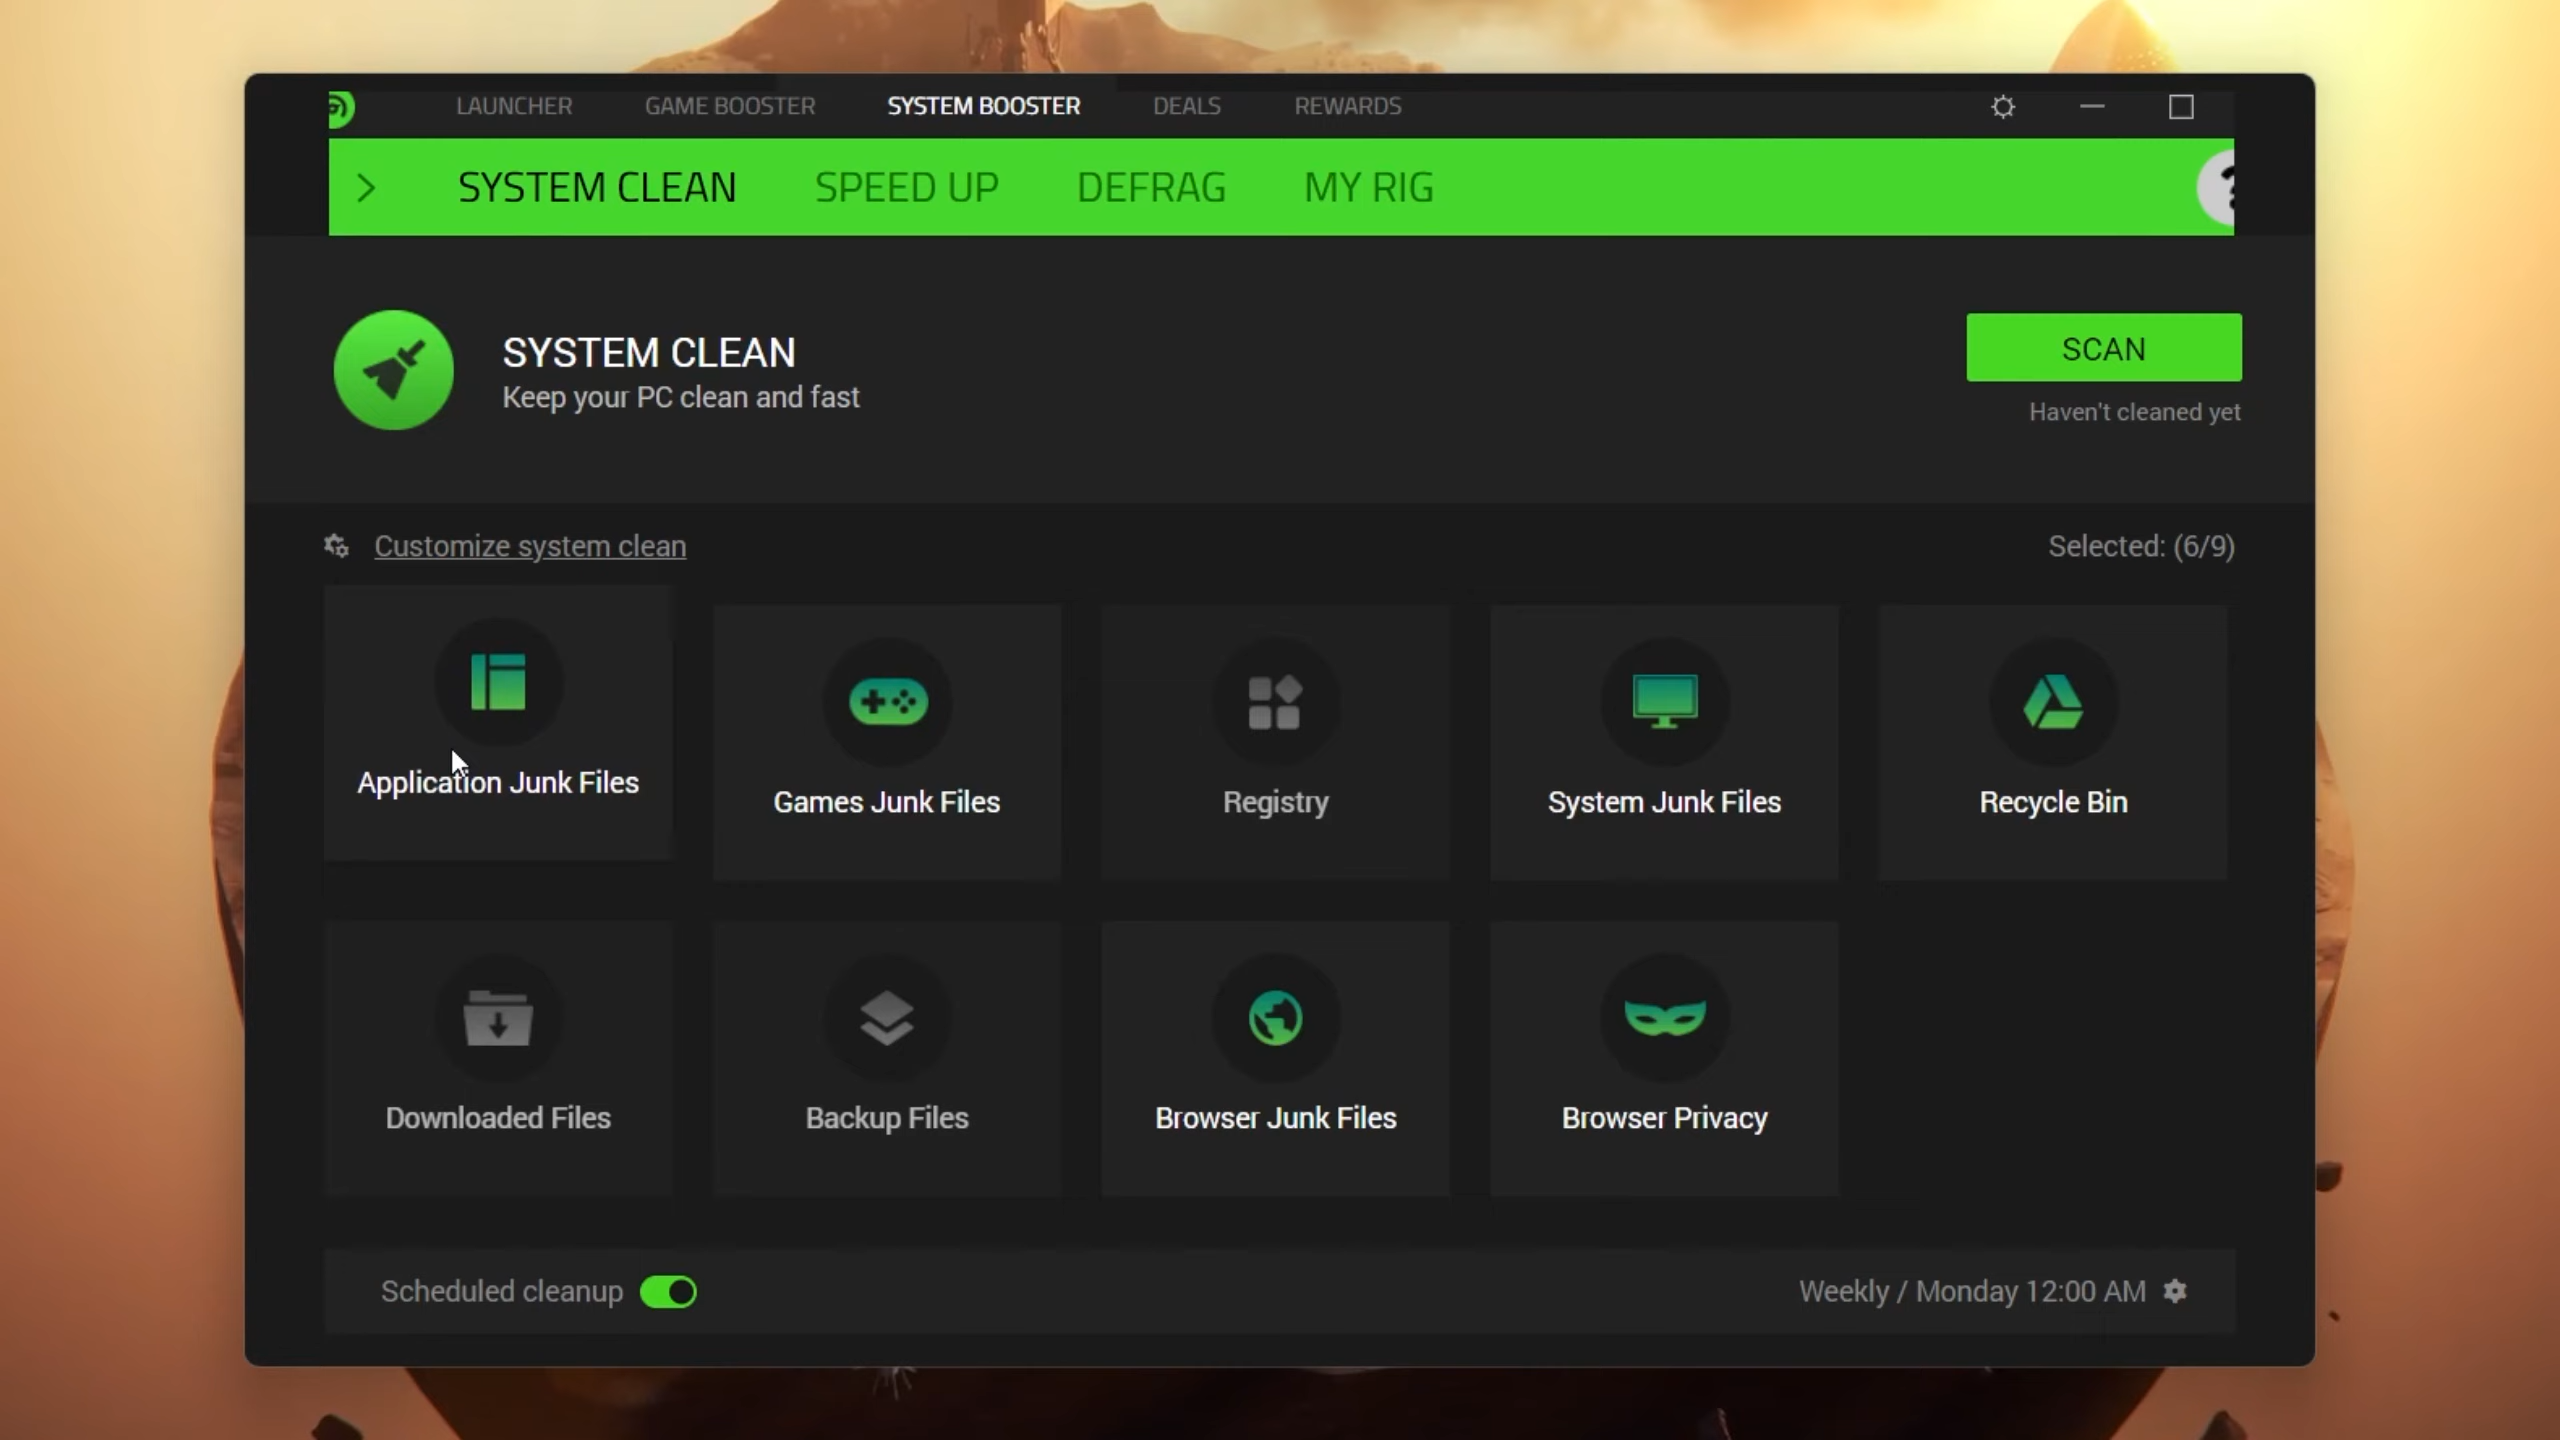 LAUNCHER GAME BOOSTER SYSTEM BOOSTER DEALS REWARDS
SYSTEM CLEAN SPEED UP DEFRAG MY RIG ?
SYSTEM CLEAN
Keep your PC clean and fast
SCAN
Haven't cleaned yet
Customize system clean
Selected: (6/9)
Application Junk Files
Games Junk Files
Registry
System Junk Files
Recycle Bin
Downloaded Files
Backup Files
Browser Junk Files
Browser Privacy
Scheduled cleanup
Weekly / Monday 12:00 AM